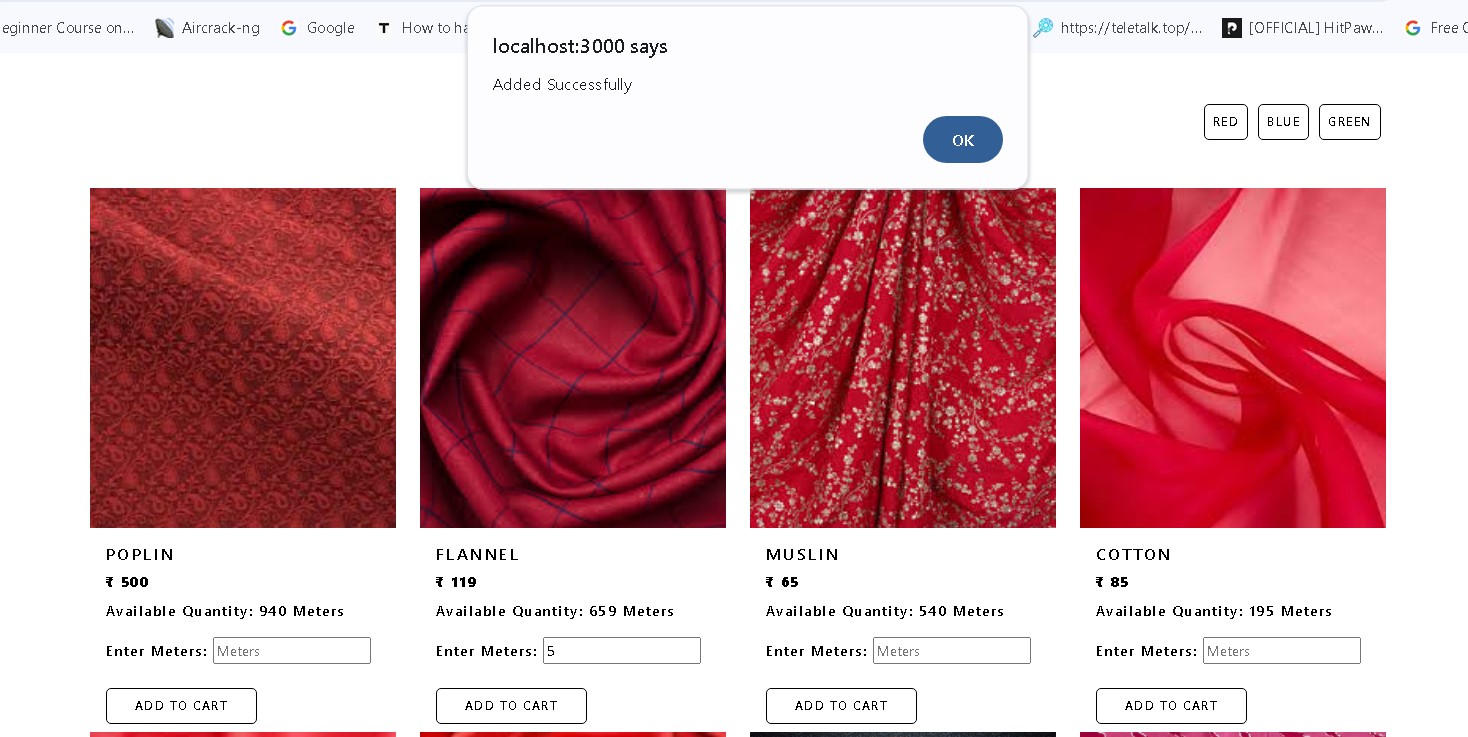 eginner Course on...
Aircrack-ng
Google
How to ha
https://teletalk.top/...
[OFFICIAL] HitPaw...
Free C
localhost:3000 says
Added Successfully
OK
RED
BLUE
GREEN
POPLIN
₹ 500
Available Quantity: 940 Meters
Enter Meters: Meters
ADD TO CART
FLANNEL
₹ 119
Available Quantity: 659 Meters
Enter Meters: 5
ADD TO CART
MUSLIN
₹ 65
Available Quantity: 540 Meters
Enter Meters: Meters
ADD TO CART
COTTON
₹ 85
Available Quantity: 195 Meters
Enter Meters: Meters
ADD TO CART